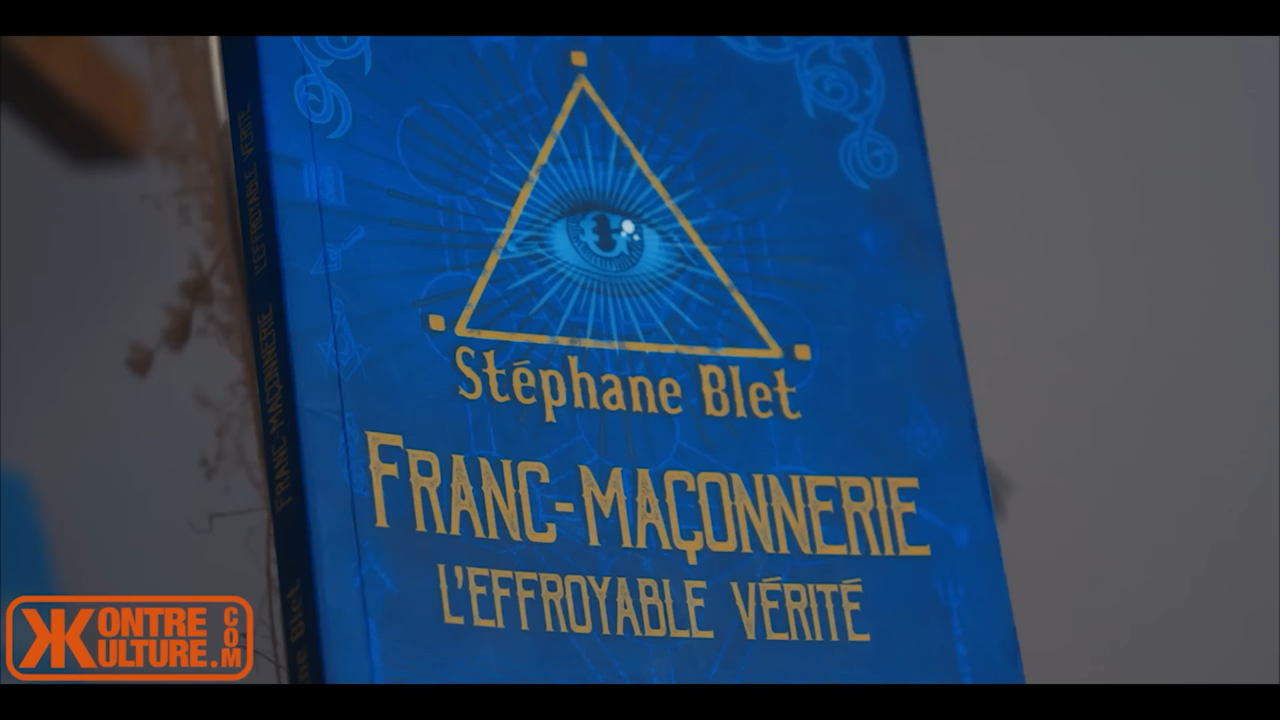 Stéphane Blet
FRANC-MAÇONNERIE
L'EFFROYABLE VÉRITÉ
FRANC-MAÇONNERIE L'EFFROYABLE VÉRITÉ
Blet
KONTRE
KULTURE.COM